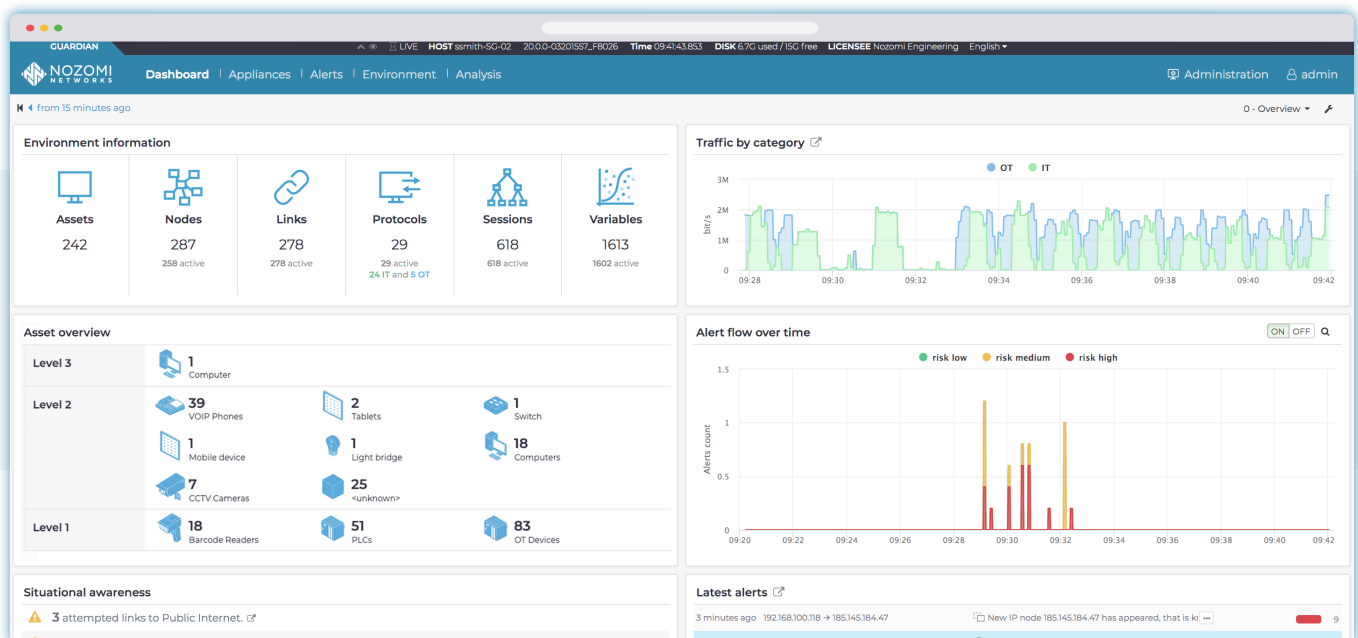 GUARDIAN
LIVE HOST ssmith-SG-02 20.0.0-03201557_F8026 Time 09:41:43.853 DISK 6.7G used / 15G free LICENSEE Nozomi Engineering English
NOZOMI
NETWORKS
Dashboard Appliances Alerts Environment Analysis
Administration admin
from 15 minutes ago
0 - Overview
Environment information
Assets Nodes Links Protocols Sessions Variables
242 287 278 29 618 1613
258 active 278 active 29 active 618 active 1602 active
24 IT and 5 OT
Traffic by category
OT IT
3M
2M
1M
0
bit/s
09:28 09:30 09:32 09:34 09:36 09:38 09:40 09:42
Asset overview
Level 3
1
Computer
Level 2
39 2 1
VOIP Phones Tablets Switch
1 1 18
Mobile device Light bridge Computers
7 25
CCTV Cameras <unknown>
Level 1
18 51 83
Barcode Readers PLCs OT Devices
Alert flow over time
ON OFF
risk low risk medium risk high
1.5
1
0.5
0
Alerts count
09:20 09:22 09:24 09:26 09:28 09:30 09:32 09:34 09:36 09:38 09:40 09:42
Situational awareness
3 attempted links to Public Internet.
Latest alerts
3 minutes ago 192.168.100.118 → 185.145.184.47 New IP node 185.145.184.47 has appeared, that is ... 9